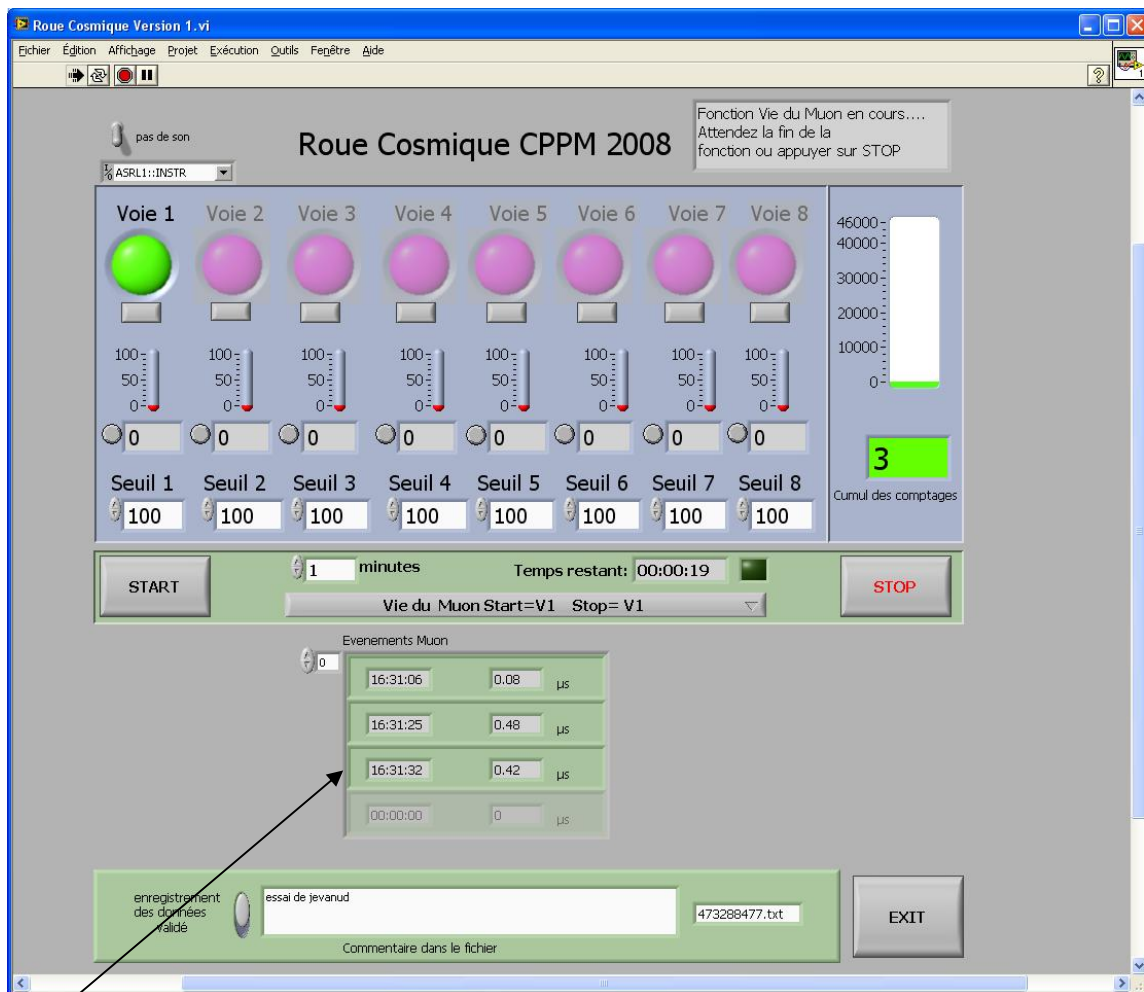 Roue Cosmique Version 1.vi
Fichier Édition Affichage Projet Exécution Outils Fenêtre Aide
1
pas de son
Roue Cosmique CPPM 2008
Fonction Vie du Muon en cours....
Attendez la fin de la
fonction ou appuyer sur STOP
I/0 ASRL1::INSTR
Voie 1 Voie 2 Voie 3 Voie 4 Voie 5 Voie 6 Voie 7 Voie 8
46000
40000
30000
20000
10000
0
100 100 100 100 100 100 100 100
50 50 50 50 50 50 50 50
0 0 0 0 0 0 0 0
0 0 0 0 0 0 0 0
3
Cumul des comptages
Seuil 1 Seuil 2 Seuil 3 Seuil 4 Seuil 5 Seuil 6 Seuil 7 Seuil 8
100 100 100 100 100 100 100 100
START
1 minutes
Temps restant: 00:00:19
STOP
Vie du Muon Start=V1 Stop= V1
Evenements Muon
0
16:31:06 0.08 µs
16:31:25 0.48 µs
16:31:32 0.42 µs
00:00:00 0 µs
enregistrement
des données
validé
essai de jevanud
473288477.txt
Commentaire dans le fichier
EXIT